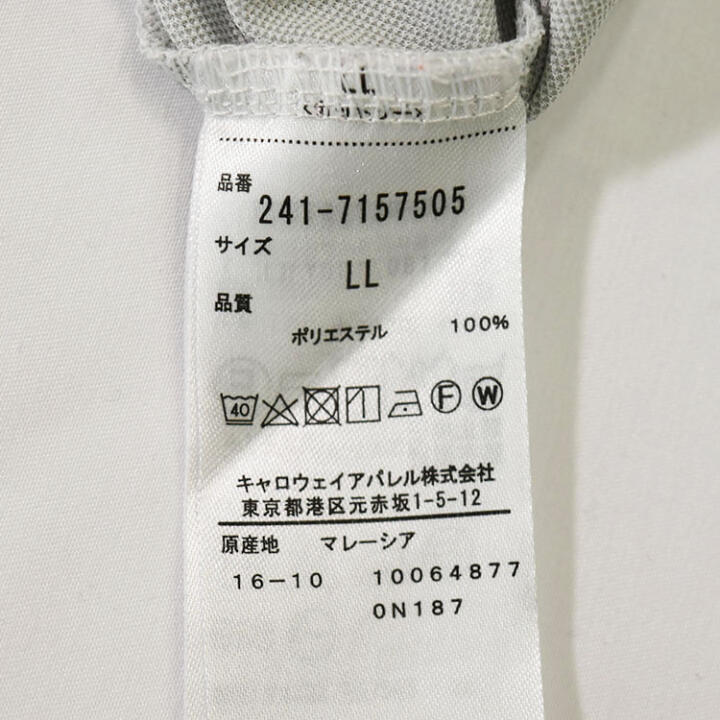 品番
241-7157505
サイズ
LL
品質
ポリエステル 100%
40 F W
キャロウェイアパレル株式会社
東京都港区元赤坂1-5-12
原産地 マレーシア
16-10 10064877
0N187